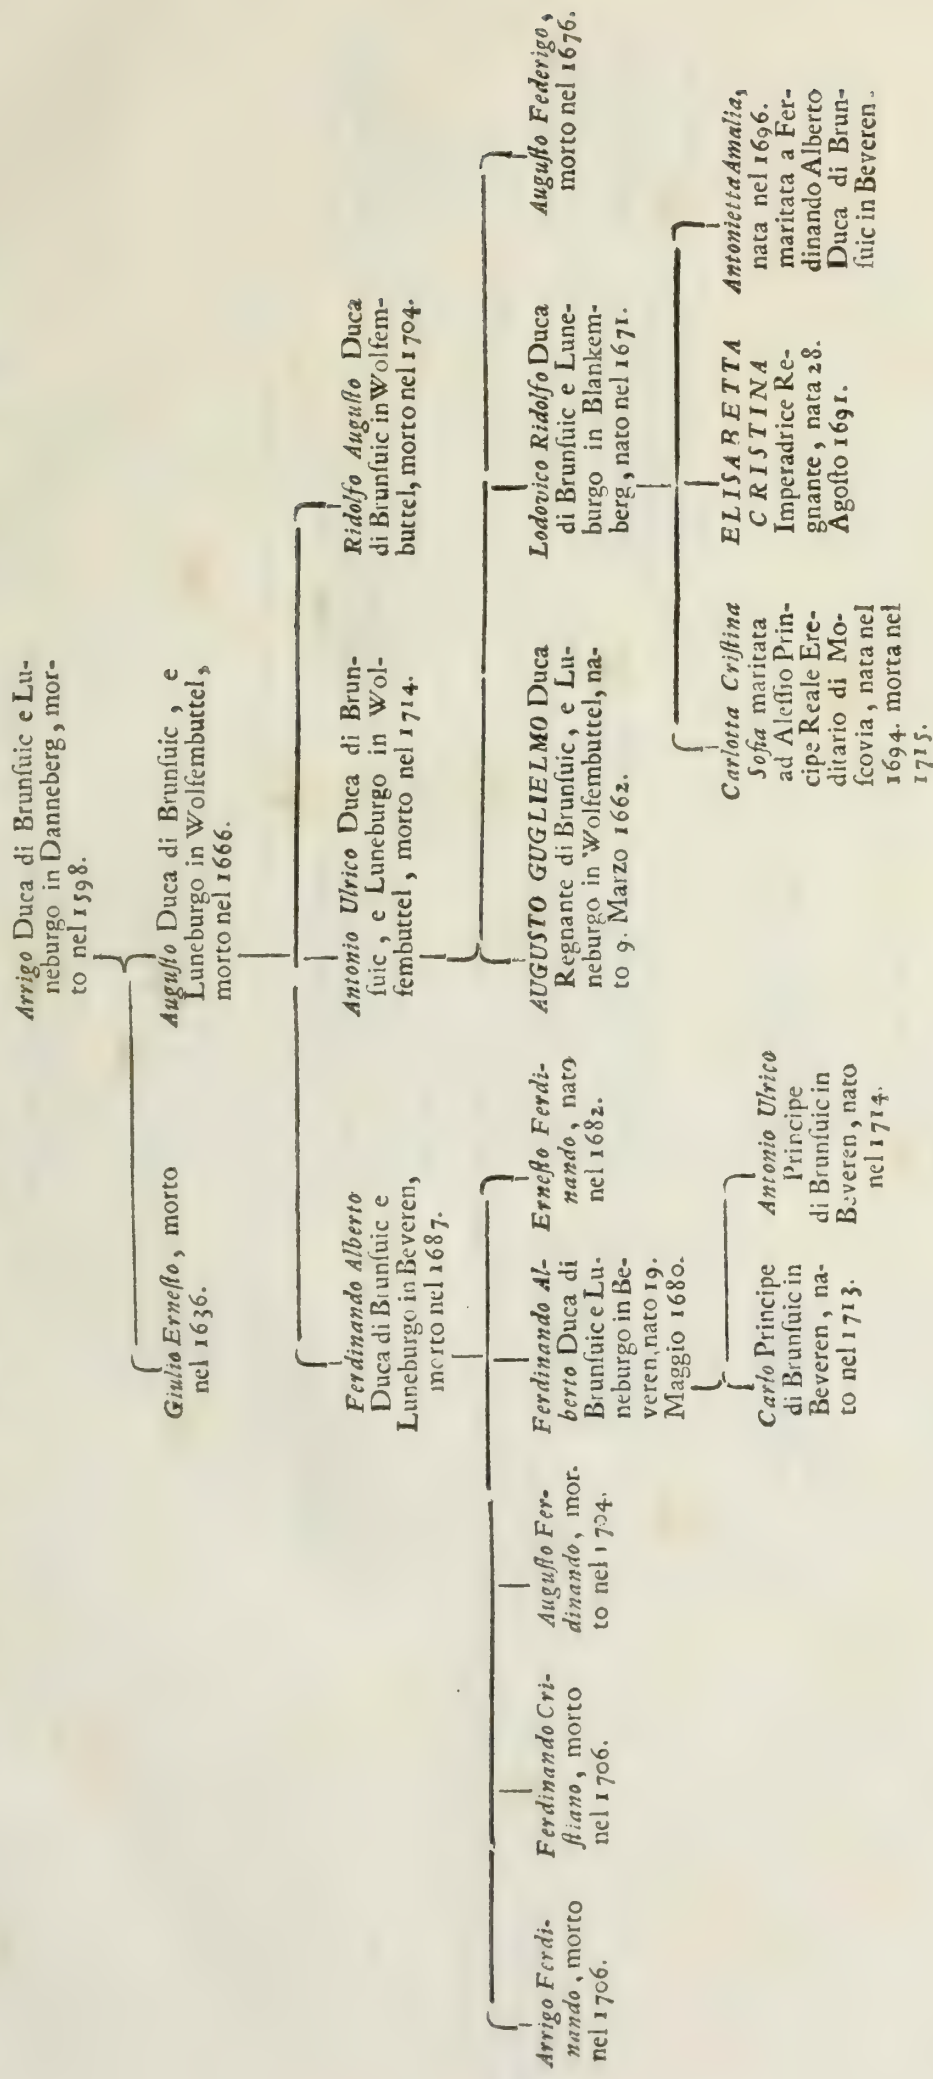 Arrigo Duca di Brunſuic e Lu-
neburgo in Danneberg, mor-
to nel 1598.
Giulio Erneſto, morto
nel 1636.
Auguſto Duca di Brunſuic, e
Luneburgo in Wolfembuttel,
morto nel 1666.
Ferdinando Alberto
Duca di Brunſuic e
Luneburgo in Beveren,
morto nel 1687.
Antonio Ulrico Duca di Brun-
ſuic, e Luneburgo in Wol-
fembuttel, morto nel 1714.
Ridolfo Auguſto Duca
di Brunſuic in Wolfem-
buttel, morto nel 1704.
Arrigo Ferdi-
nando, morto
nel 1706.
Ferdinando Cri-
ſtiano, morto
nel 1706.
Auguſto Fer-
dinando, mor-
to nel 1704.
Ferdinando Al-
berto Duca di
Brunſuic e Lu-
neburgo in Be-
veren, nato 19.
Maggio 1680.
Erneſto Ferdi-
nando, nato
nel 1682.
AUGUSTO GUGLIELMO Duca
Regnante di Brunſuic, e Lu-
neburgo in Wolfembuttel, na-
to 9. Marzo 1662.
Lodovico Ridolfo Duca
di Brunſuic e Lune-
burgo in Blankem-
berg, nato nel 1671.
Auguſto Federigo,
morto nel 1676.
Carlo Principe
di Brunſuic in
Beveren, na-
to nel 1713.
Antonio Ulrico
Principe
di Brunſuic in
Beveren, nato
nel 1714.
Carlotta Criſtina
Sofia maritata
ad Aleſſio Prin-
cipe Reale Ere-
ditario di Mo-
ſcovia, nata nel
1694. morta nel
1715.
ELISABETTA
CRISTINA
Imperadrice Re-
gnante, nata 28.
Agoſto 1691.
Antonietta Amalia,
nata nel 1696.
maritata a Fer-
dinando Alberto
Duca di Brun-
ſuic in Beveren.